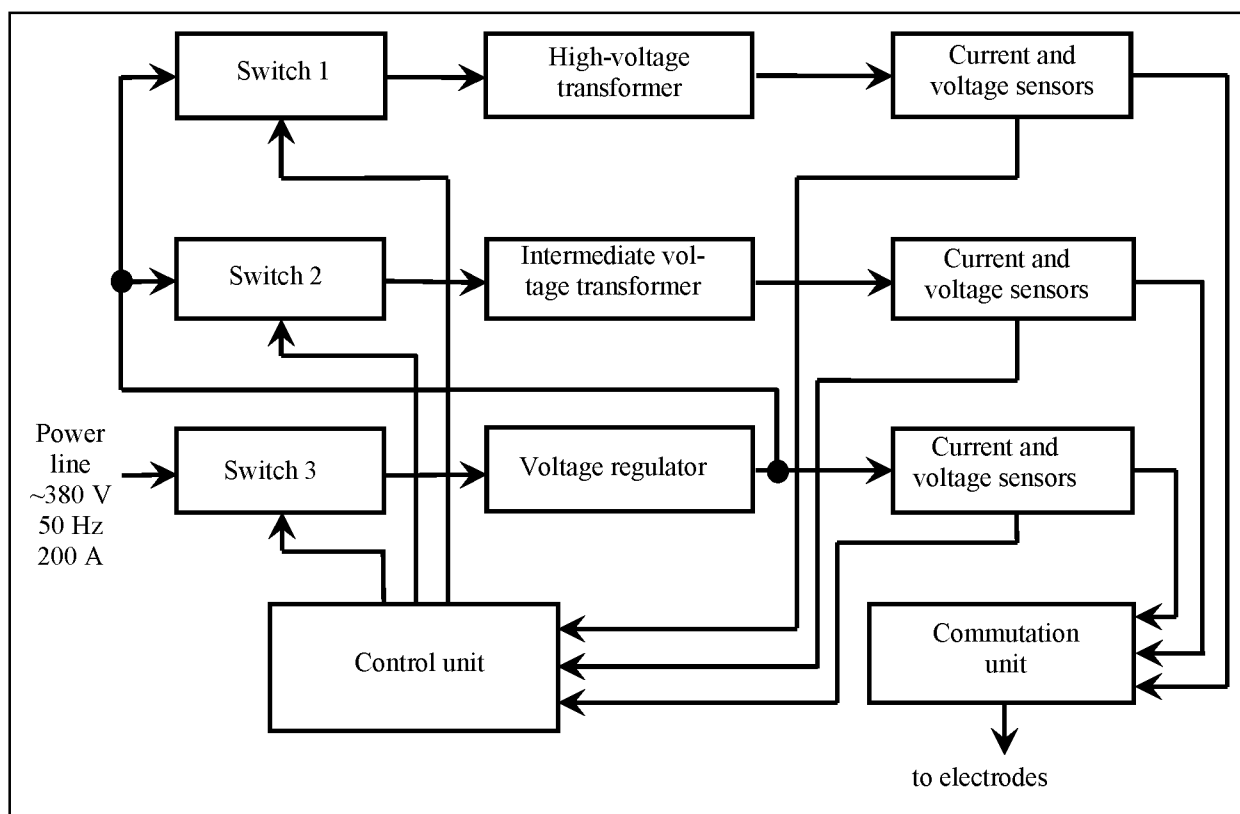 Switch 1
High-voltage
transformer
Current and
voltage sensors
Switch 2
Intermediate vol-
tage transformer
Current and
voltage sensors
Power
line
~380 V
50 Hz
200 A
Switch 3
Voltage regulator
Current and
voltage sensors
Control unit
Commutation
unit
to electrodes